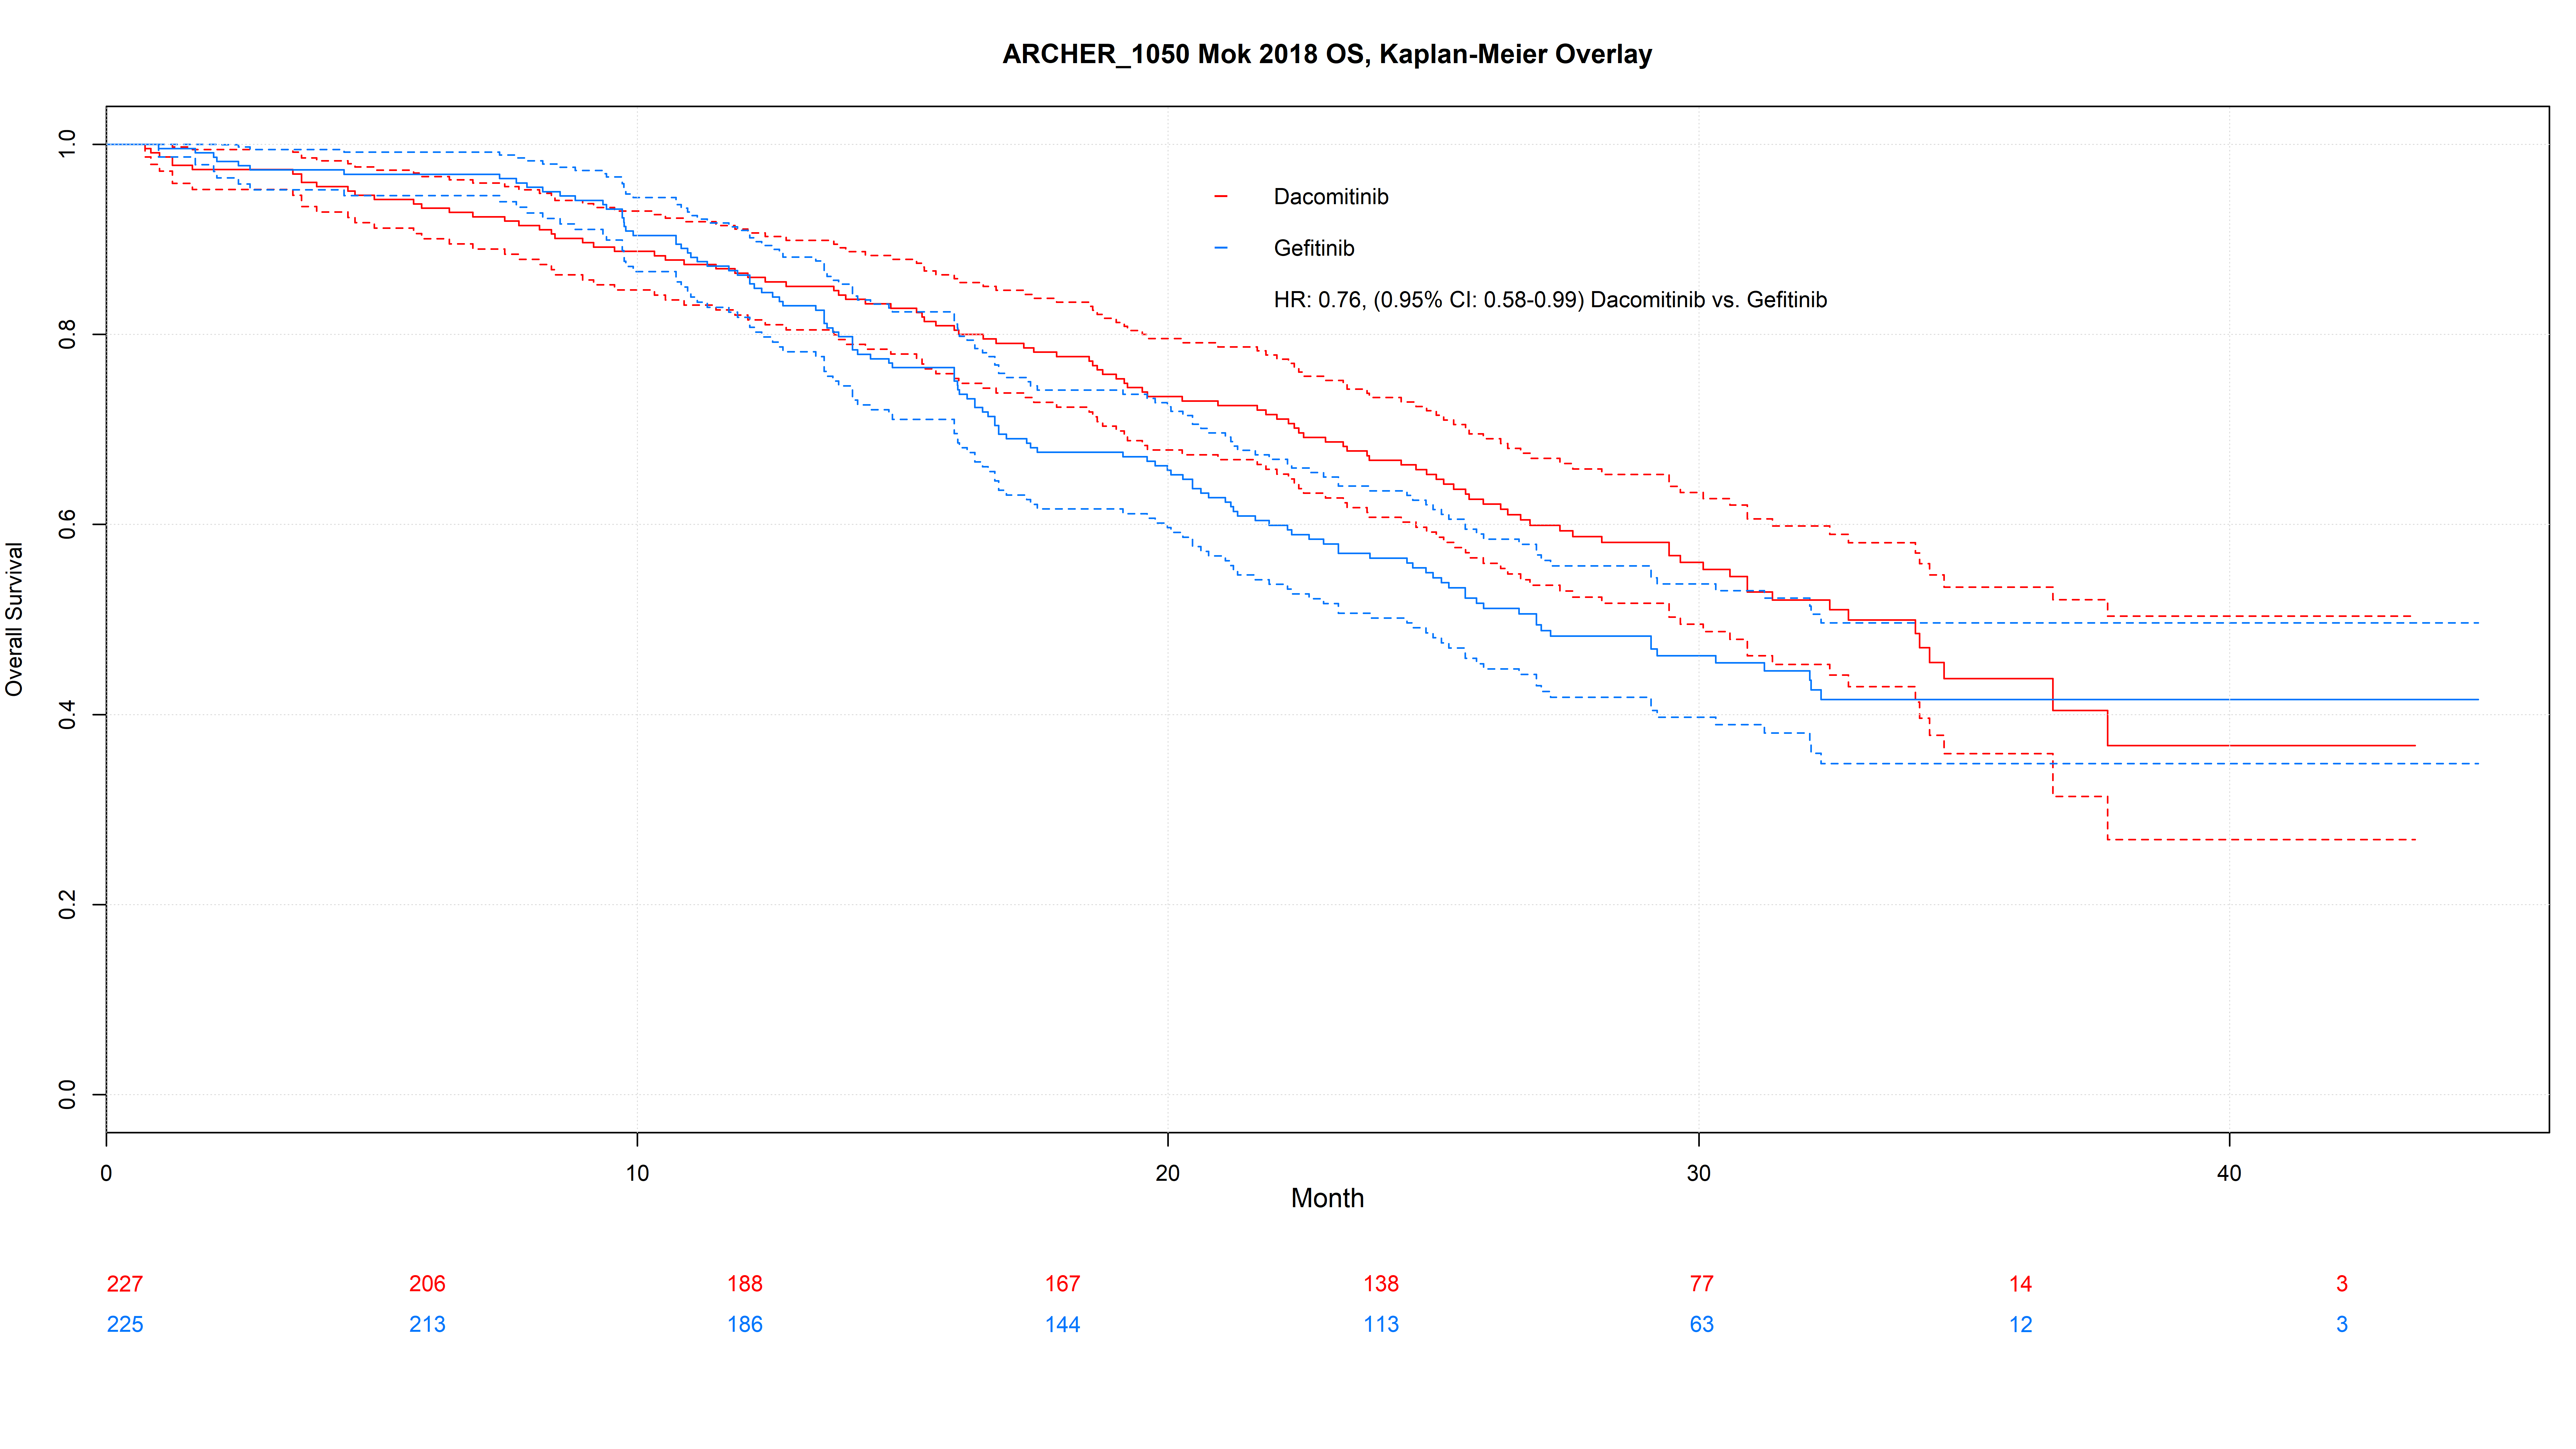 ARCHER_1050 Mok 2018 OS, Kaplan-Meier Overlay
Dacomitinib
Gefitinib
HR: 0.76, (0.95% CI: 0.58-0.99) Dacomitinib vs. Gefitinib
Overall Survival
1.0
0.8
0.6
0.4
0.2
0.0
0 10 20 30 40
Month
227 206 188 167 138 77 14 3
225 213 186 144 113 63 12 3